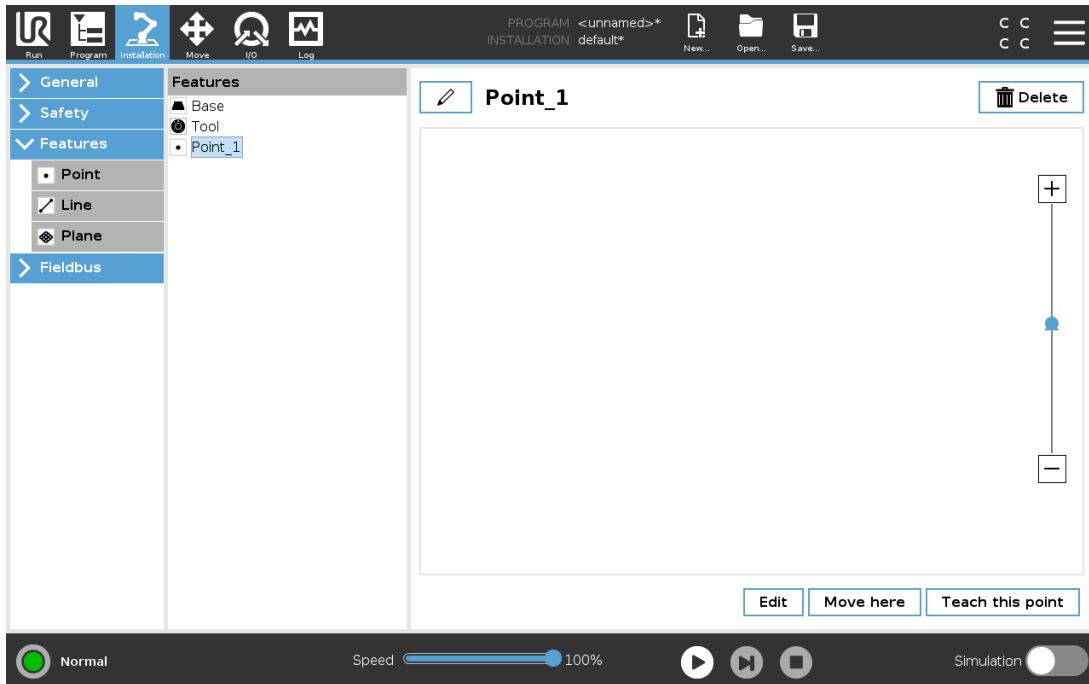 UR
PROGRAM <unnamed>*
INSTALLATION default*
Run Program Installation Move I/O Log New... Open... Save...
C C
C C
General
Safety
Features
Point
Line
Plane
Fieldbus
Features
Base
Tool
Point_1
Point_1
Delete
+
−
Edit Move here Teach this point
Normal
Speed 100%
Simulation